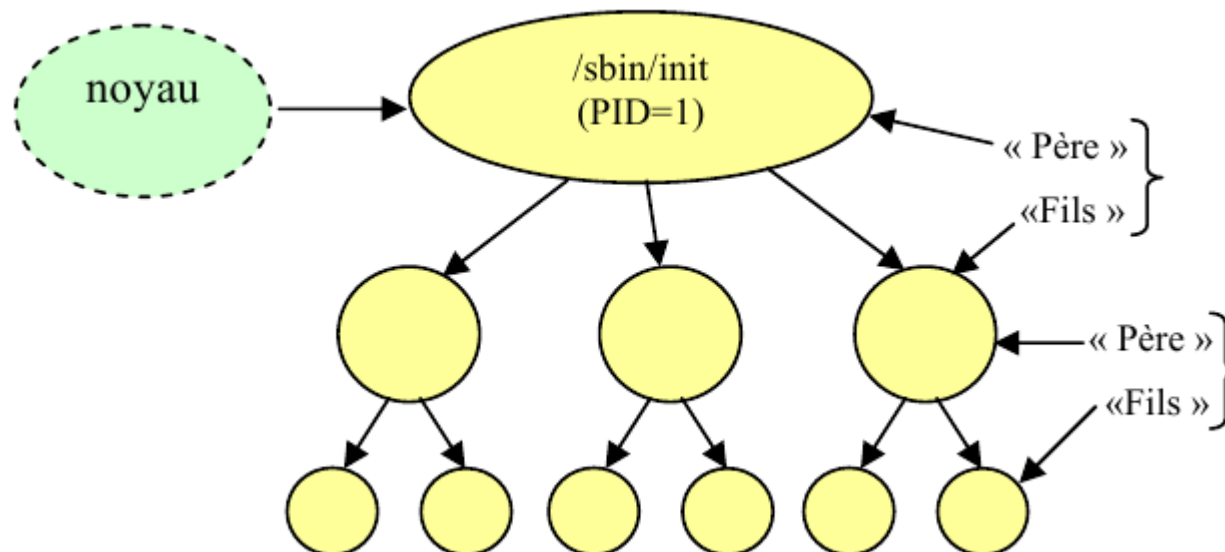 noyau
/sbin/init
(PID=1)
« Père »
«Fils »
« Père »
«Fils »